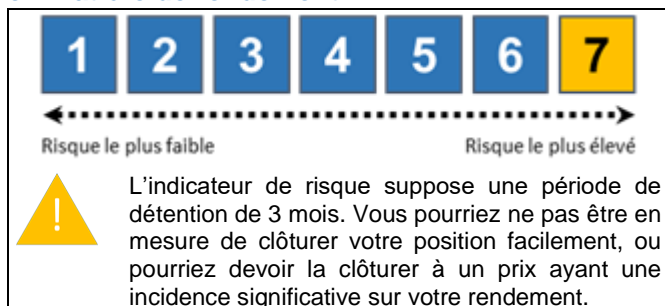 1 2 3 4 5 6 7
Risque le plus faible Risque le plus élevé
!
L'indicateur de risque suppose une période de
détention de 3 mois. Vous pourriez ne pas être en
mesure de clôturer votre position facilement, ou
pourriez devoir la clôturer à un prix ayant une
incidence significative sur votre rendement.